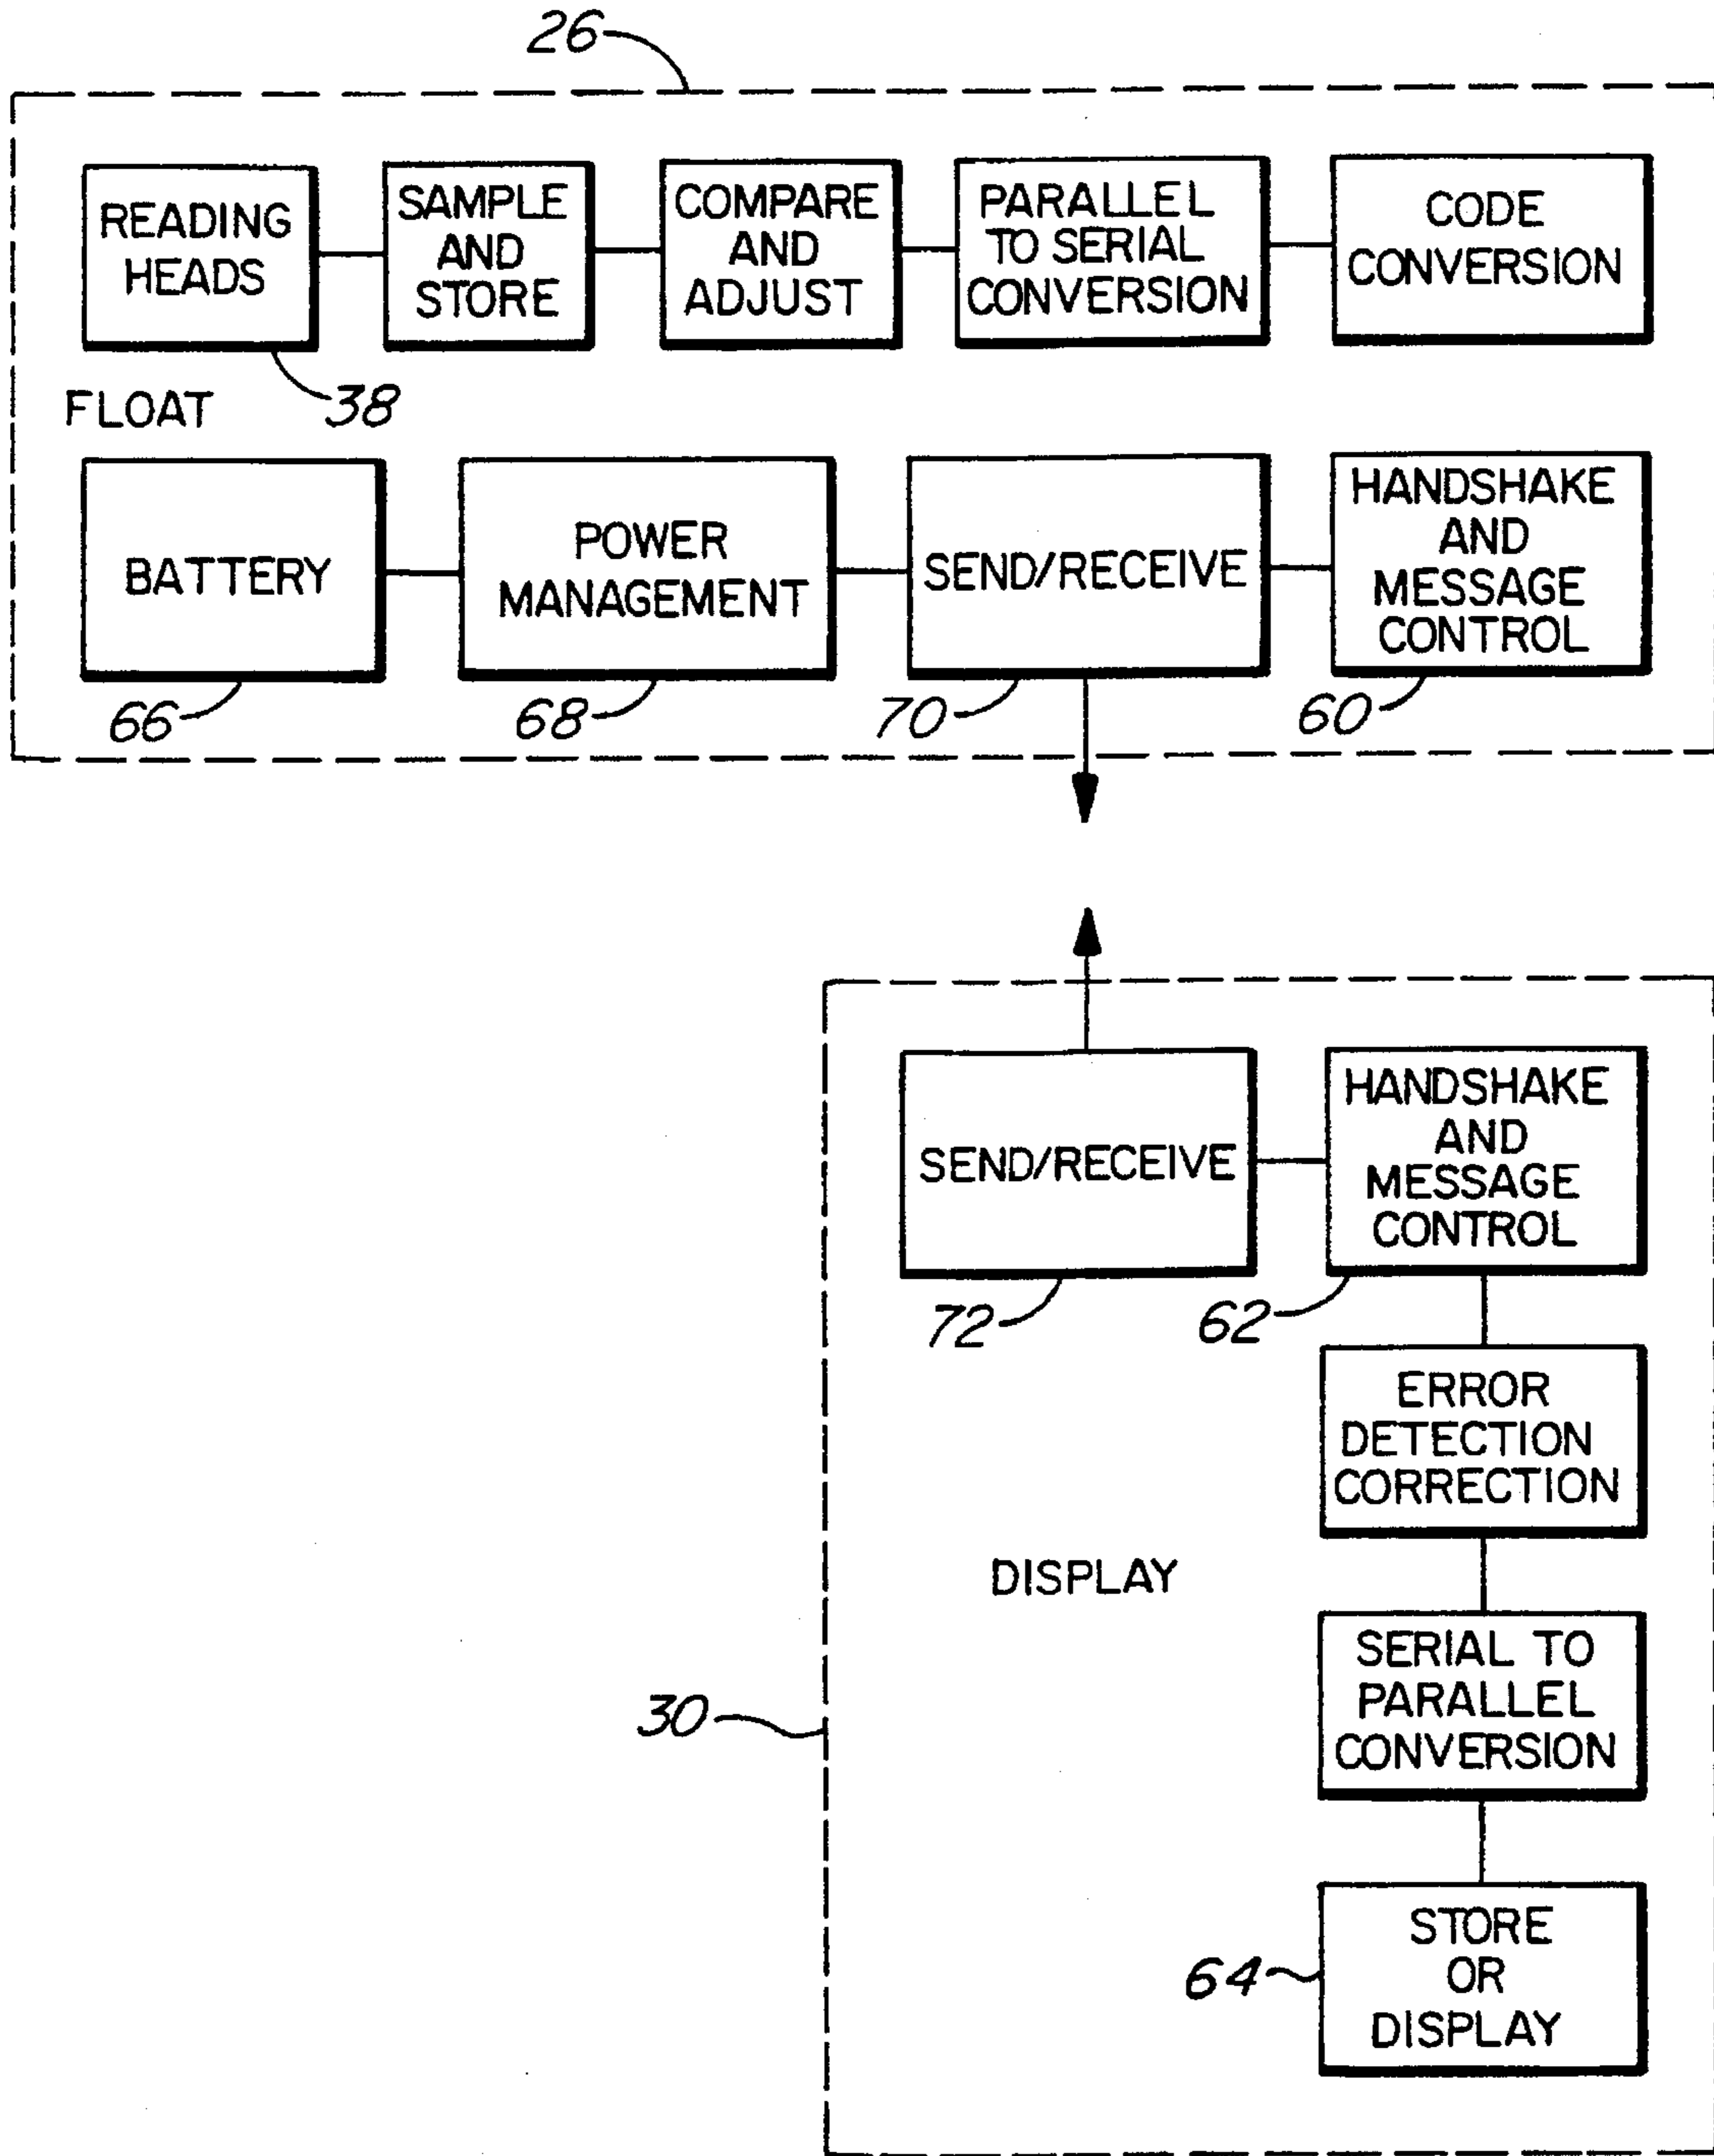 26
READING
HEADS
SAMPLE
AND
STORE
COMPARE
AND
ADJUST
PARALLEL
TO SERIAL
CONVERSION
CODE
CONVERSION
FLOAT
38
BATTERY
POWER
MANAGEMENT
SEND/RECEIVE
HANDSHAKE
AND
MESSAGE
CONTROL
66
68
70
60
SEND/RECEIVE
HANDSHAKE
AND
MESSAGE
CONTROL
72
62
ERROR
DETECTION
CORRECTION
DISPLAY
SERIAL TO
PARALLEL
CONVERSION
30
STORE
OR
DISPLAY
64